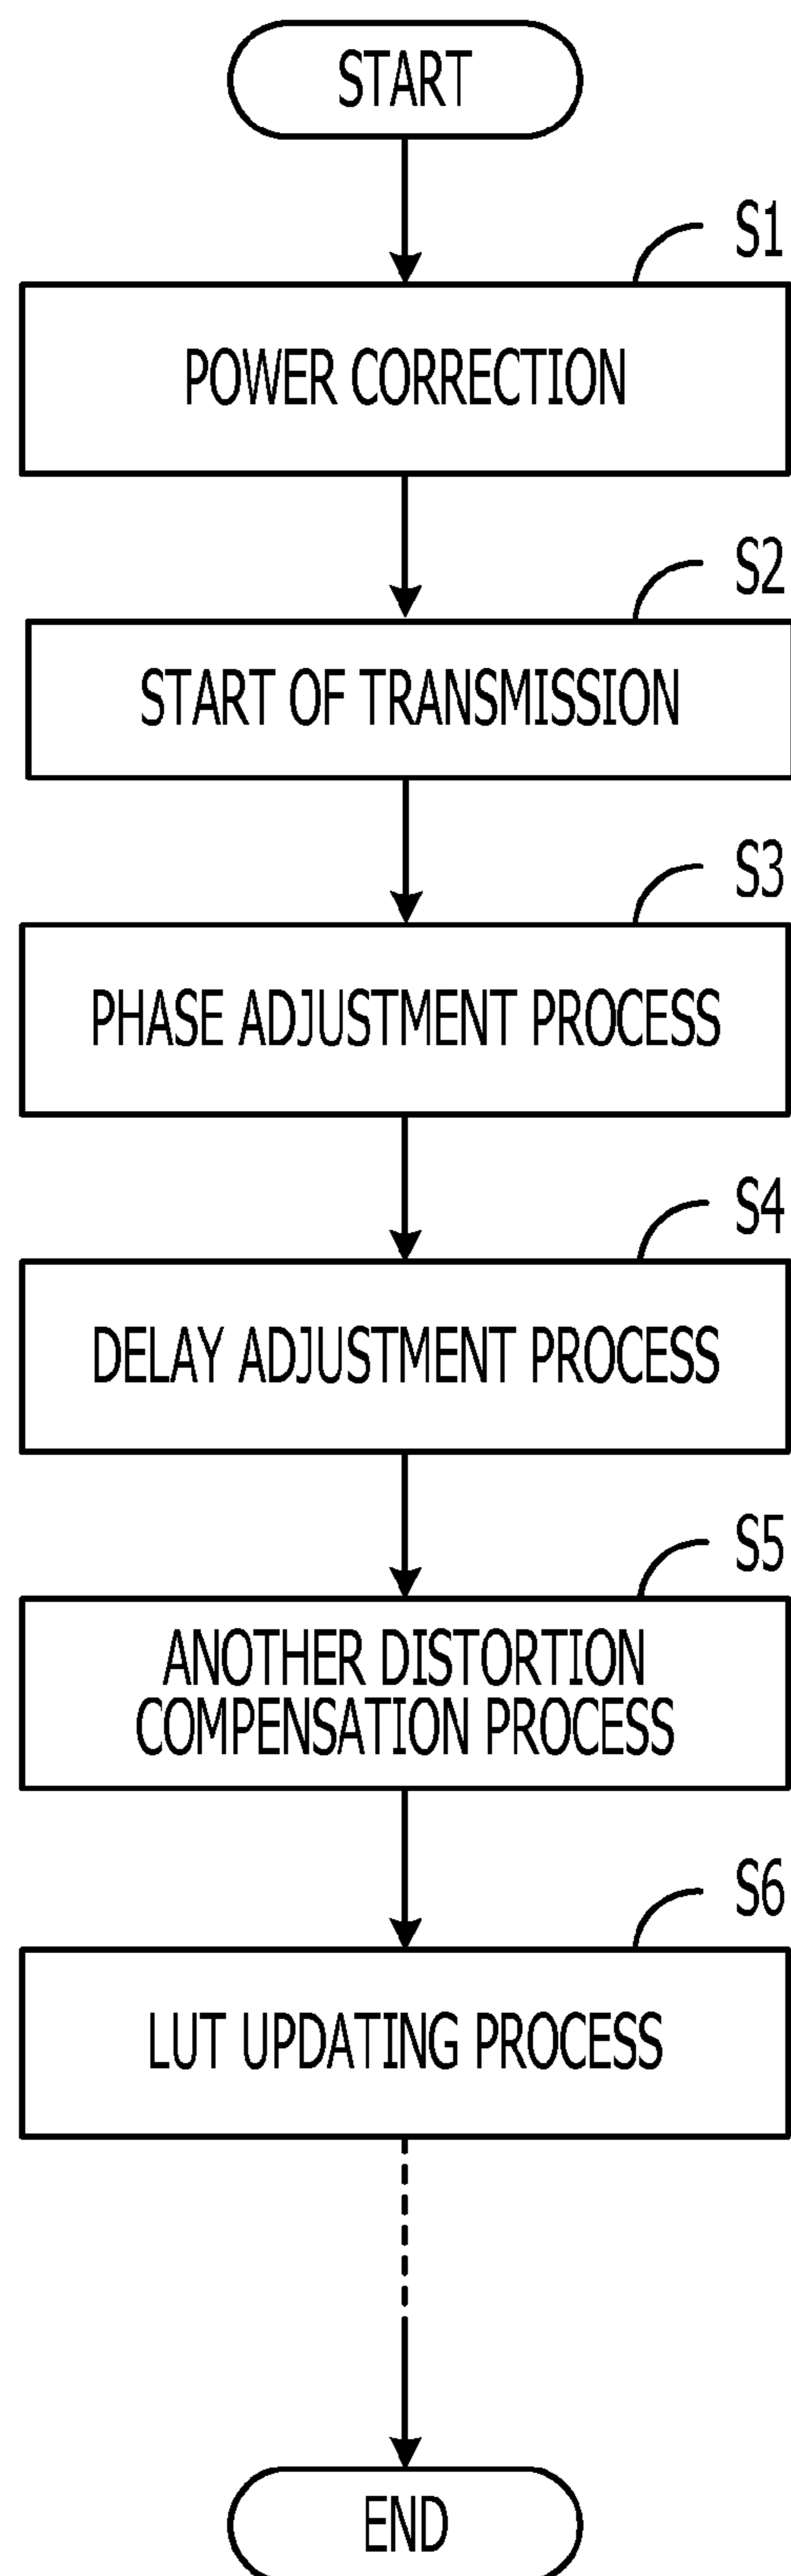 START
S1
POWER CORRECTION
S2
START OF TRANSMISSION
S3
PHASE ADJUSTMENT PROCESS
S4
DELAY ADJUSTMENT PROCESS
S5
ANOTHER DISTORTION
COMPENSATION PROCESS
S6
LUT UPDATING PROCESS
END